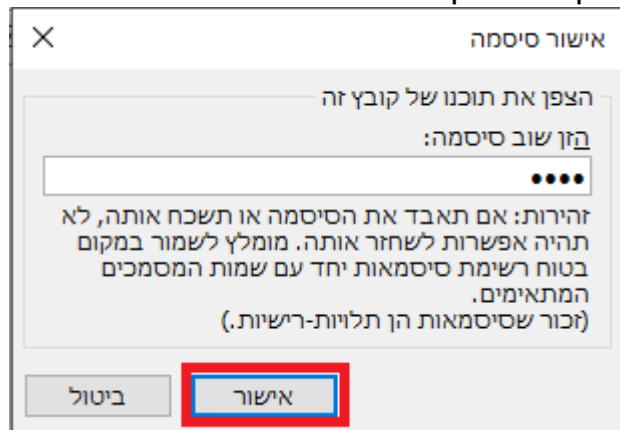 אישור סיסמה
הצפן את תוכנו של קובץ זה
הזן שוב סיסמה:
••••
זהירות: אם תאבד את הסיסמה או תשכח אותה, לא
תהיה אפשרות לשחזר אותה. מומלץ לשמור במקום
בטוח רשימת סיסמאות יחד עם שמות המסמכים
המתאימים.
(זכור שסיסמאות הן תלויות-רישיות.)
אישור
ביטול